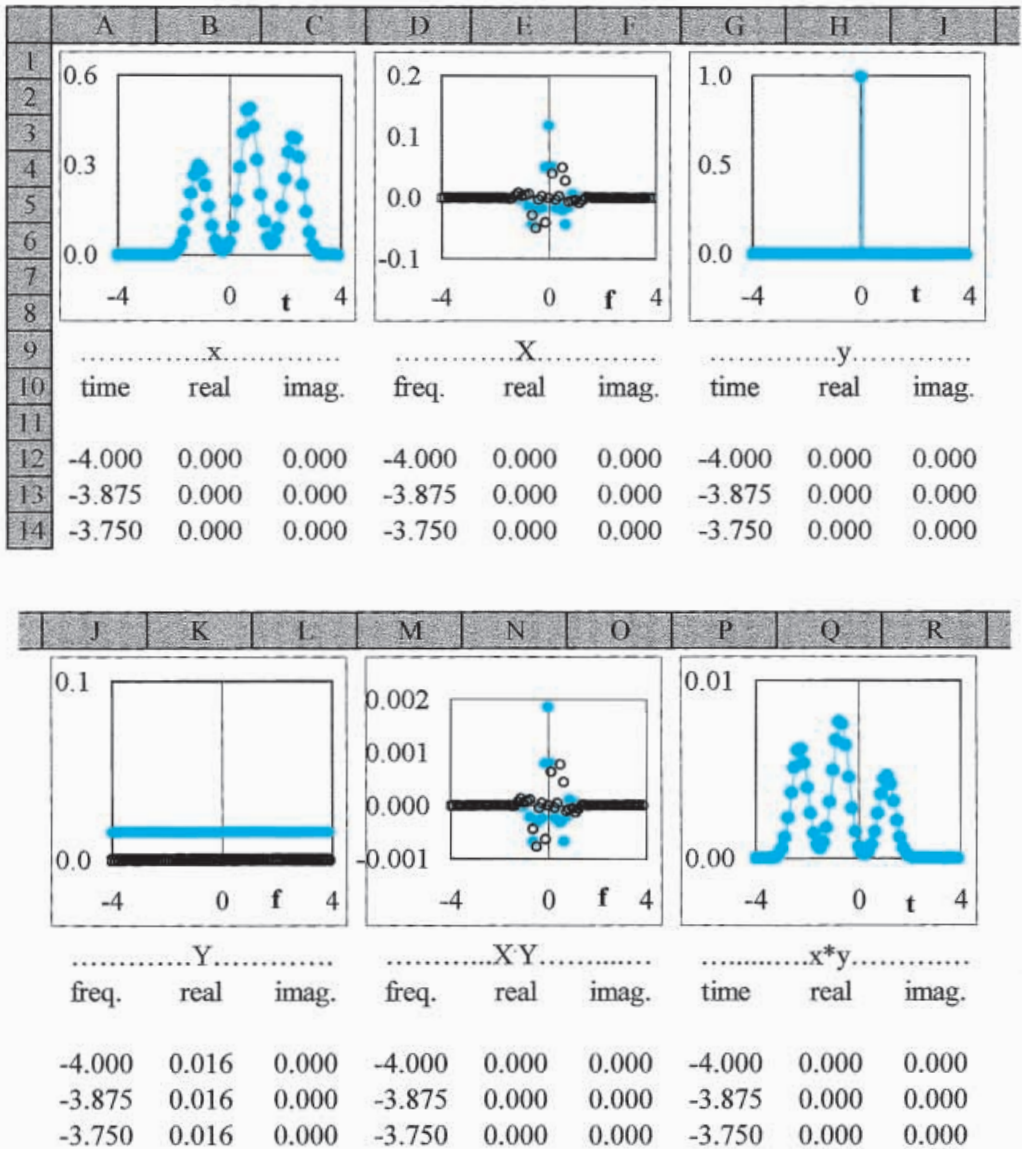 A B C D E F G H I
1
2
3
4
5
6
7
8
9
10
11
12
13
14
0.6
0.3
0.0
-4 0 t 4
0.2
0.1
0.0
-0.1
-4 0 f 4
1.0
0.5
0.0
-4 0 t 4
..............x............. ..............X............. ..............y.............
time real imag. freq. real imag. time real imag.
-4.000 0.000 0.000 -4.000 0.000 0.000 -4.000 0.000 0.000
-3.875 0.000 0.000 -3.875 0.000 0.000 -3.875 0.000 0.000
-3.750 0.000 0.000 -3.750 0.000 0.000 -3.750 0.000 0.000
J K L M N O P Q R
0.1
0.0
-4 0 f 4
0.002
0.001
0.000
-0.001
-4 0 f 4
0.01
0.00
-4 0 t 4
.............Y............. ............X·Y............. ............x*y............
freq. real imag. freq. real imag. time real imag.
-4.000 0.016 0.000 -4.000 0.000 0.000 -4.000 0.000 0.000
-3.875 0.016 0.000 -3.875 0.000 0.000 -3.875 0.000 0.000
-3.750 0.016 0.000 -3.750 0.000 0.000 -3.750 0.000 0.000